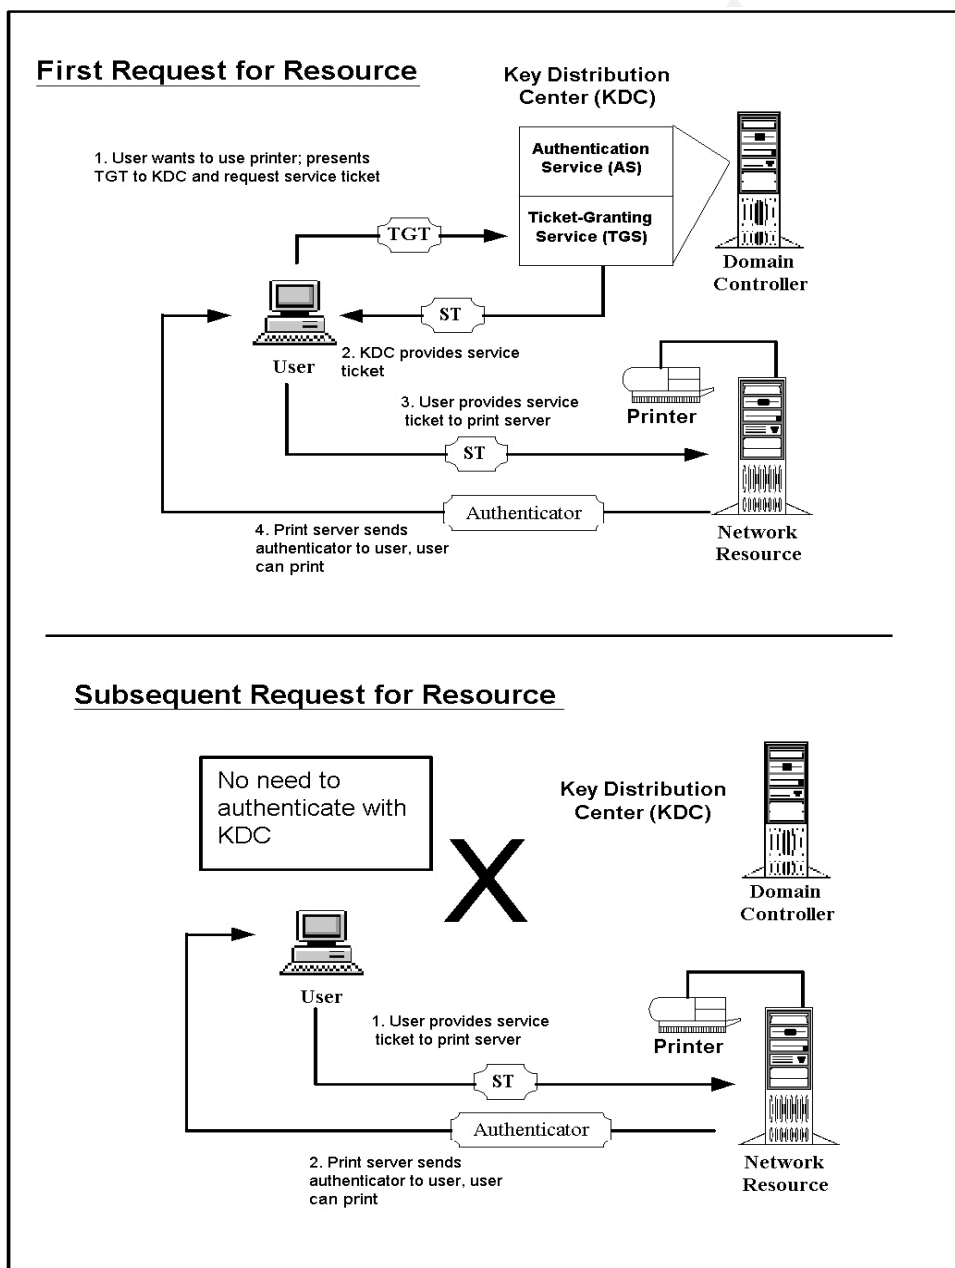 First Request for Resource
Key Distribution
Center (KDC)
1. User wants to use printer; presents
TGT to KDC and request service ticket
Authentication
Service (AS)
Ticket-Granting
Service (TGS)
TGT
Domain
Controller
ST
User
2. KDC provides service
ticket
3. User provides service
ticket to print server
Printer
ST
Authenticator
4. Print server sends
authenticator to user, user
can print
Network
Resource
Subsequent Request for Resource
No need to
authenticate with
KDC
Key Distribution
Center (KDC)
X
Domain
Controller
User
1. User provides service
ticket to print server
Printer
ST
Authenticator
2. Print server sends
authenticator to user, user
can print
Network
Resource